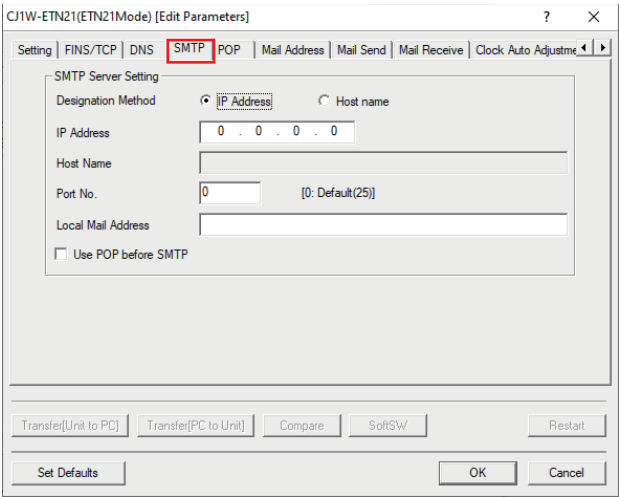 CJ1W-ETN21(ETN21Mode) [Edit Parameters] ? ×
Setting FINS/TCP DNS SMTP POP Mail Address Mail Send Mail Receive Clock Auto Adjustme
SMTP Server Setting
Designation Method IP Address Host name
IP Address 0 . 0 . 0 . 0
Host Name
Port No. 0 [0: Default(25)]
Local Mail Address
Use POP before SMTP
Transfer[Unit to PC] Transfer[PC to Unit] Compare SoftSW Restart
Set Defaults OK Cancel